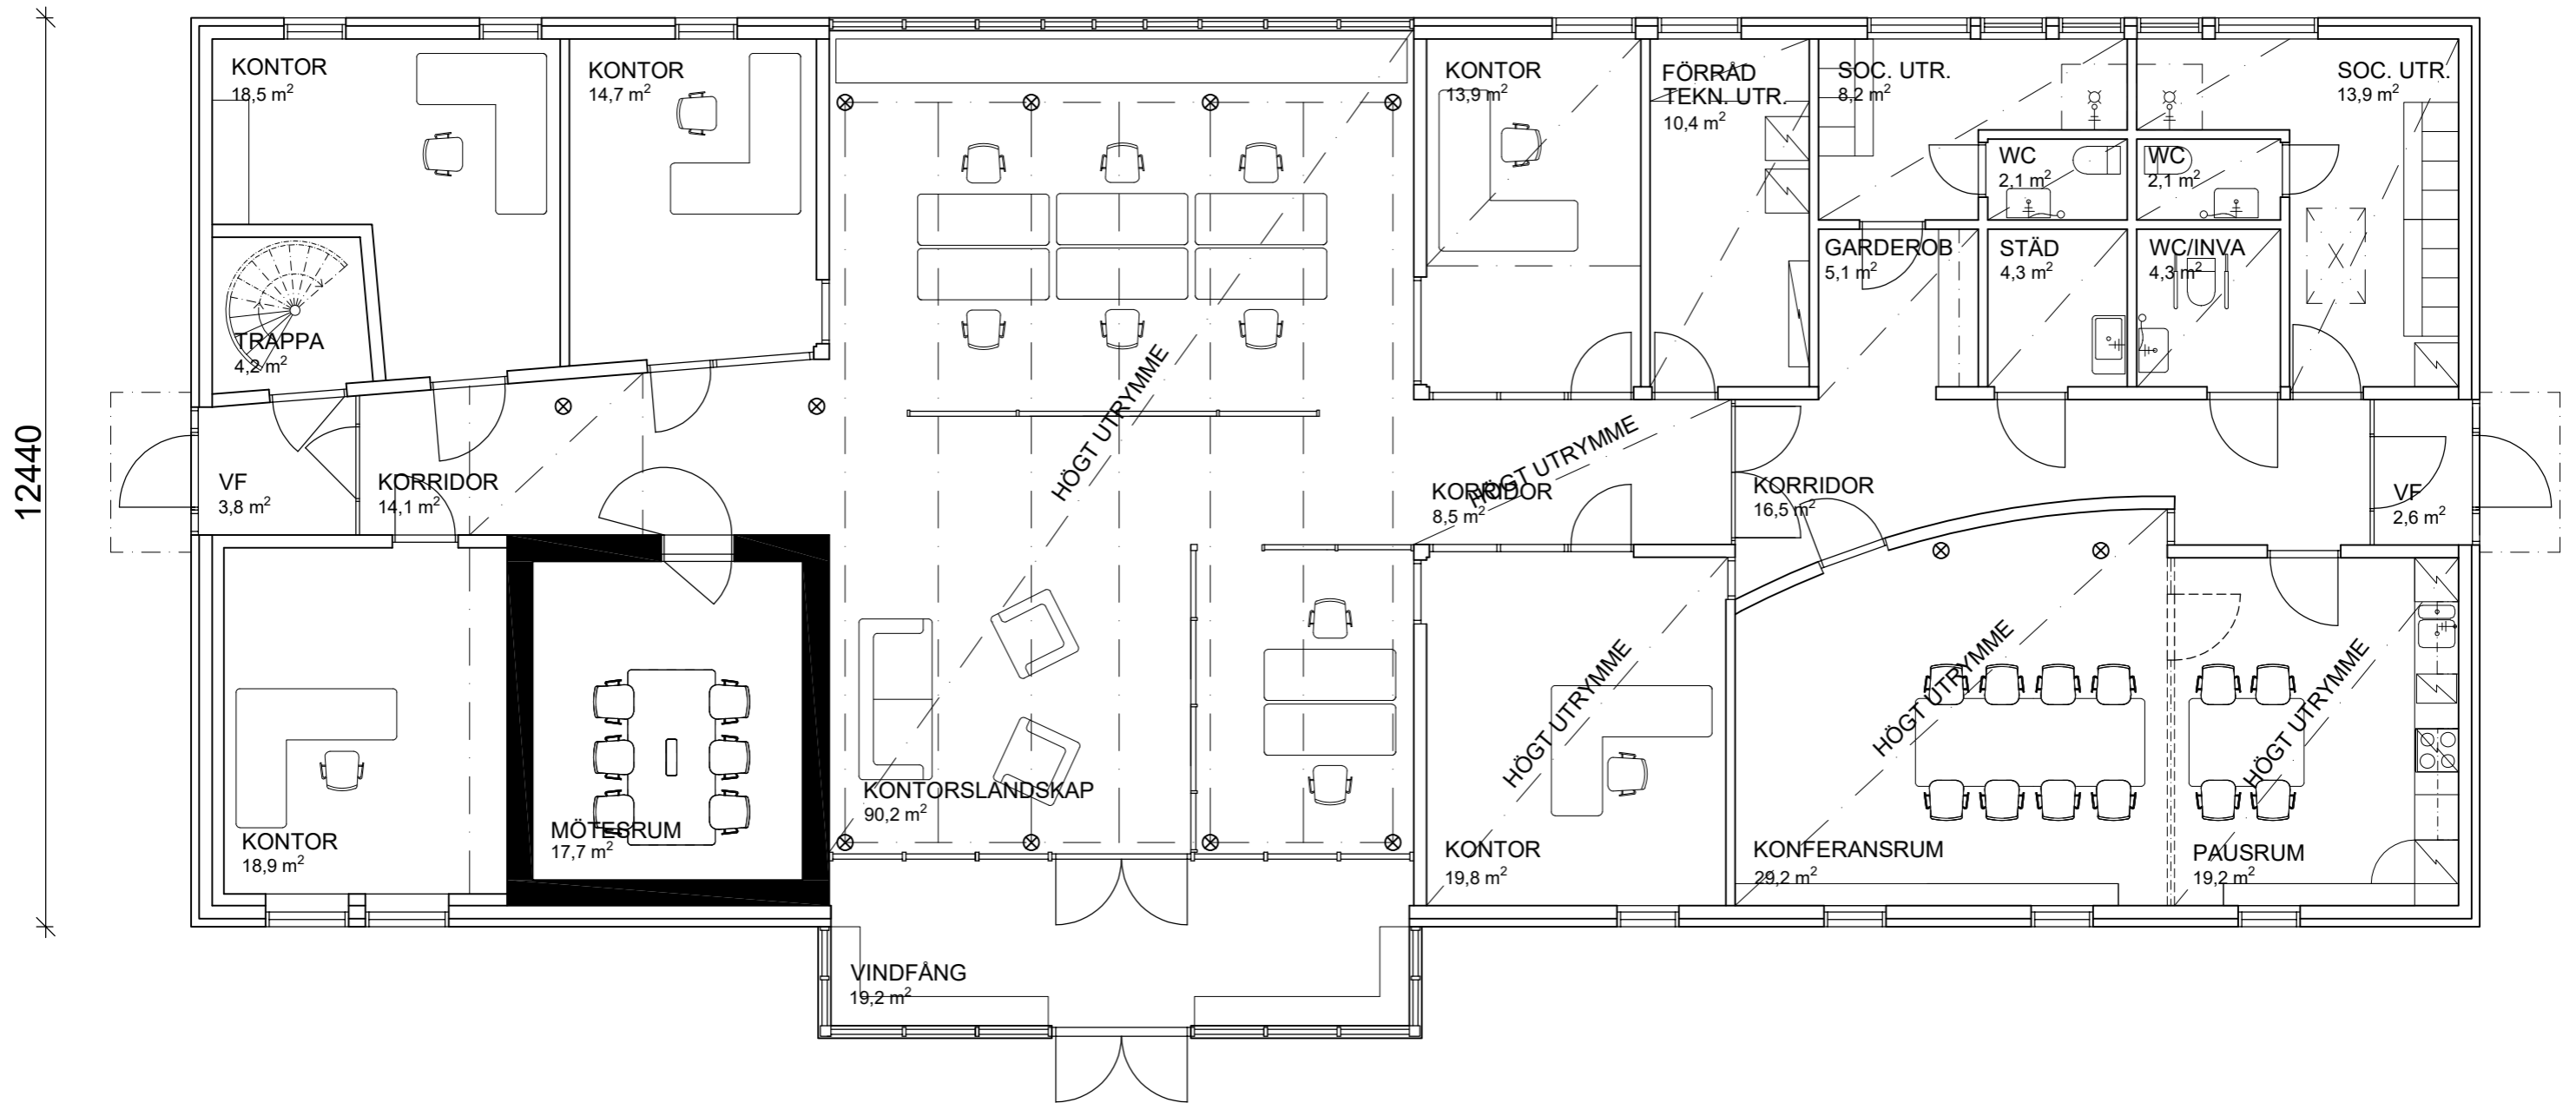 12440
KONTOR
18,5 m²
KONTOR
14,7 m²
KONTOR
13,9 m²
FÖRRÅD
TEKN. UTR.
10,4 m²
SOC. UTR.
8,2 m²
SOC. UTR.
13,9 m²
WC
2,1 m²
WC
2,1 m²
GARDEROB
5,1 m²
STÄD
4,3 m²
WC/INVA
4,3 m²
TRAPPA
4,2 m²
HÖGT UTRYMME
HÖGT UTRYMME
VF
3,8 m²
KORRIDOR
14,1 m²
KORRIDOR
8,5 m²
KORRIDOR
16,5 m²
VF
2,6 m²
HÖGT UTRYMME
HÖGT UTRYMME
HÖGT UTRYMME
KONTOR
18,9 m²
MÖTESRUM
17,7 m²
KONTORSLANDSKAP
90,2 m²
KONTOR
19,8 m²
KONFERANSRUM
29,2 m²
PAUSRUM
19,2 m²
VINDFÅNG
19,2 m²